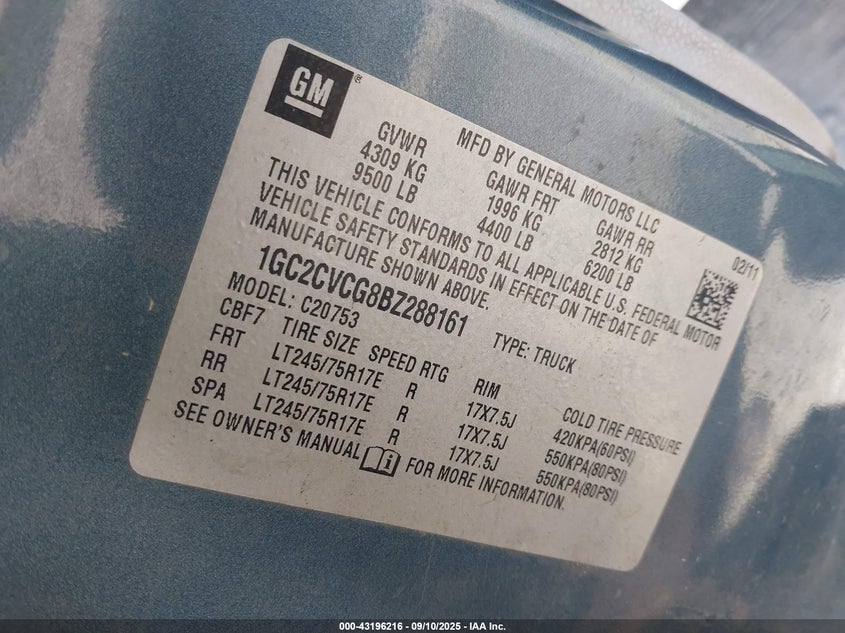 GM ®
MFD BY GENERAL MOTORS LLC 02/11
GVWR GAWR FRT GAWR RR
4309 KG 1996 KG 2812 KG
9500 LB 4400 LB 6200 LB
THIS VEHICLE CONFORMS TO ALL APPLICABLE U.S. FEDERAL MOTOR
VEHICLE SAFETY STANDARDS IN EFFECT ON THE DATE OF
MANUFACTURE SHOWN ABOVE.
1GC2CVCG8BZ288161 TYPE: TRUCK
MODEL: C20753
CBF7 TIRE SIZE SPEED RTG RIM COLD TIRE PRESSURE
FRT LT245/75R17E R 17X7.5J 420KPA(60PSI)
RR LT245/75R17E R 17X7.5J 550KPA(80PSI)
SPA LT245/75R17E R 17X7.5J 550KPA(80PSI)
SEE OWNER'S MANUAL i FOR MORE INFORMATION.
000-43196216 - 09/10/2025 - IAA Inc.